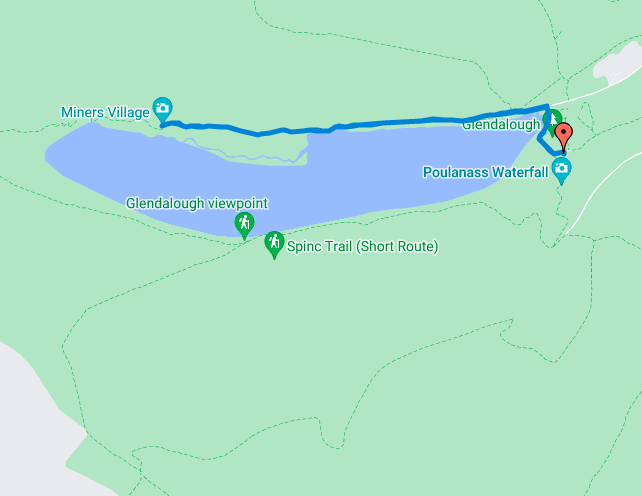 Miners Village
Glendalough
Poulanass Waterfall
Glendalough viewpoint
Spinc Trail (Short Route)